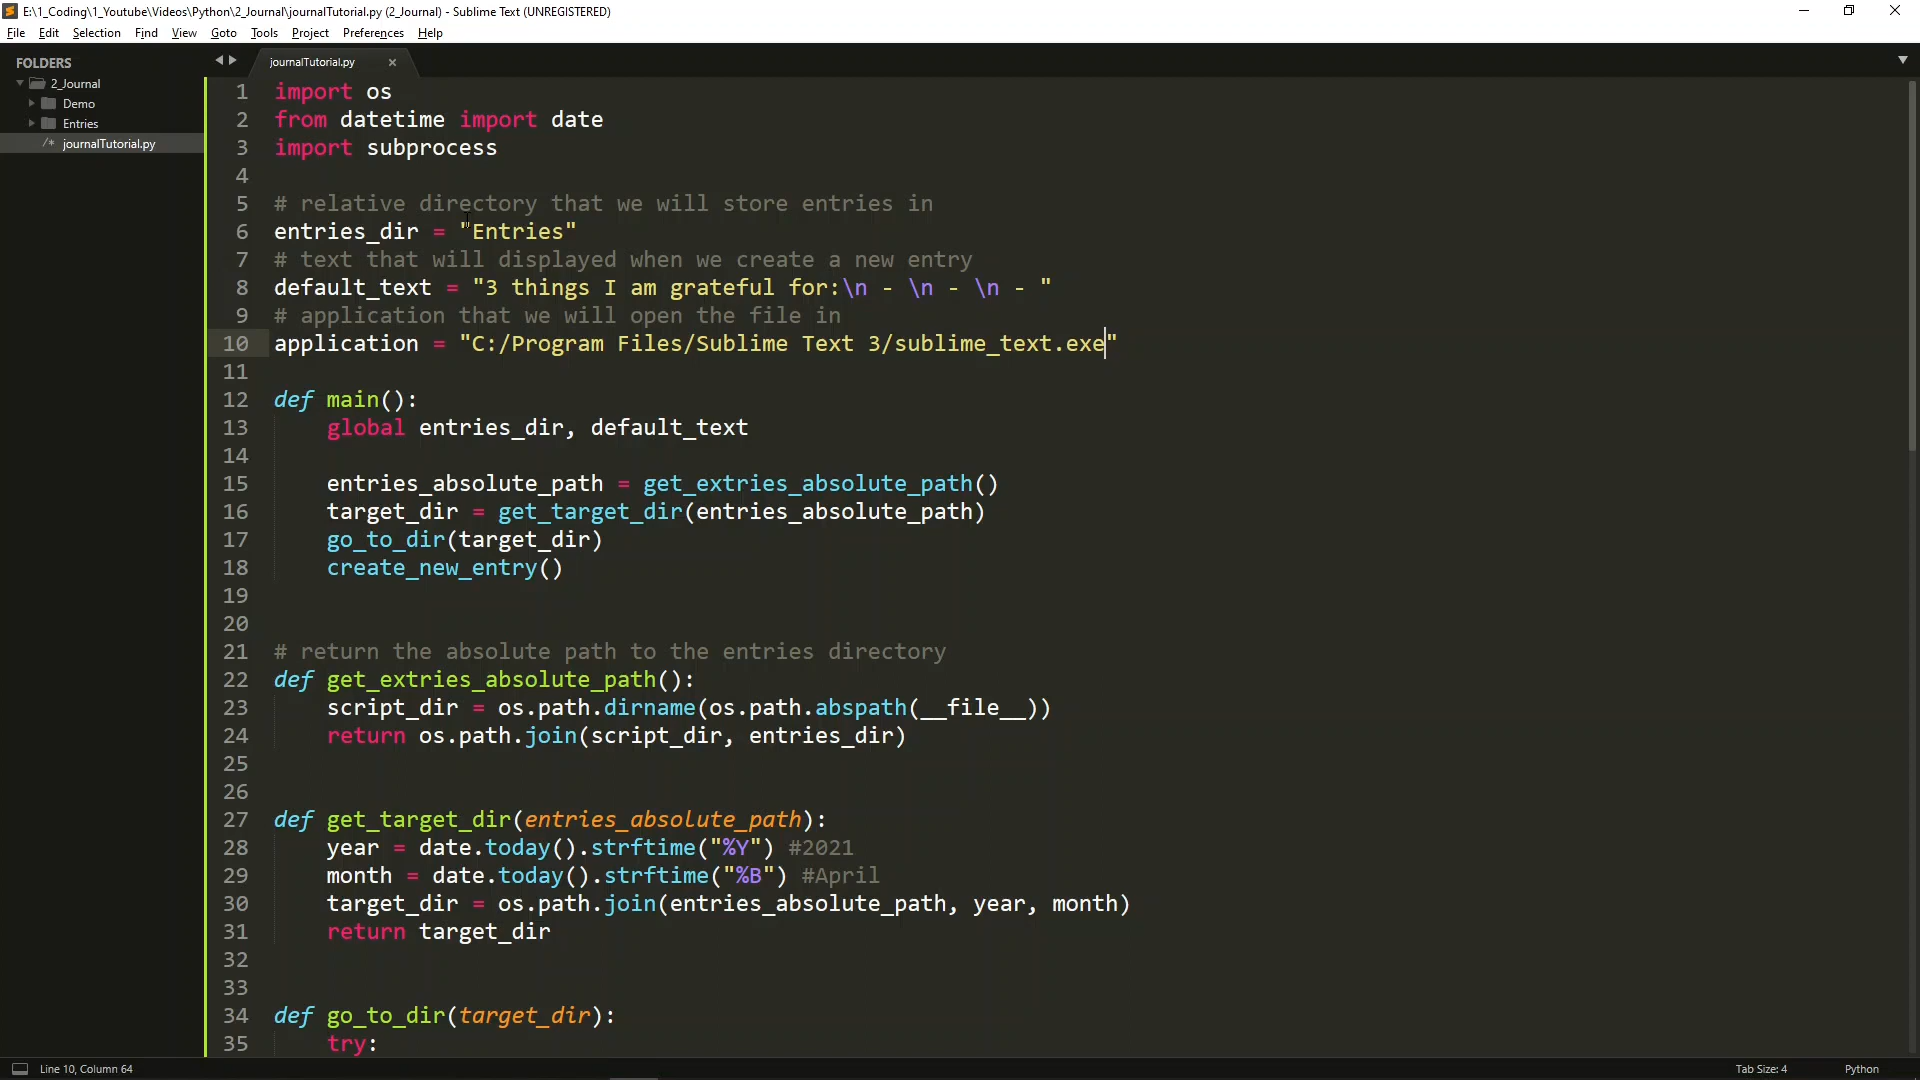 E:\1_Coding\1_Youtube\Videos\Python\2_Journal\journalTutorial.py (2_Journal) - Sublime Text (UNREGISTERED)
File Edit Selection Find View Goto Tools Project Preferences Help
FOLDERS
2_Journal
Demo
Entries
/* journalTutorial.py
journalTutorial.py
1 import os
2 from datetime import date
3 import subprocess
4
5 # relative directory that we will store entries in
6 entries_dir = "Entries"
7 # text that will displayed when we create a new entry
8 default_text = "3 things I am grateful for:\n - \n - \n - "
9 # application that we will open the file in
10 application = "C:/Program Files/Sublime Text 3/sublime_text.exe"
11
12 def main():
13     global entries_dir, default_text
14
15     entries_absolute_path = get_extries_absolute_path()
16     target_dir = get_target_dir(entries_absolute_path)
17     go_to_dir(target_dir)
18     create_new_entry()
19
20
21 # return the absolute path to the entries directory
22 def get_extries_absolute_path():
23     script_dir = os.path.dirname(os.path.abspath(__file__))
24     return os.path.join(script_dir, entries_dir)
25
26
27 def get_target_dir(entries_absolute_path):
28     year = date.today().strftime("%Y") #2021
29     month = date.today().strftime("%B") #April
30     target_dir = os.path.join(entries_absolute_path, year, month)
31     return target_dir
32
33
34 def go_to_dir(target_dir):
35     try:
Line 10, Column 64
Tab Size: 4
Python